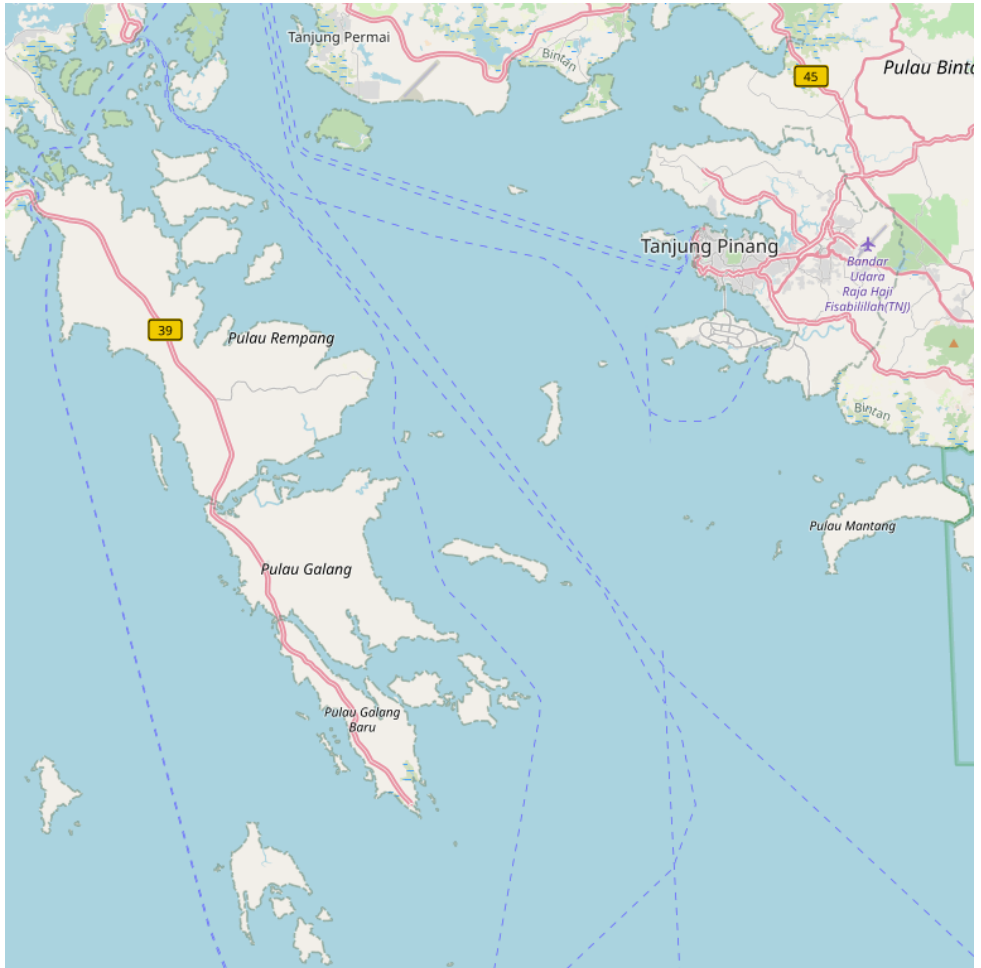 Tanjung Permai
Bintan
45
Pulau Binta
Tanjung Pinang
Bandar
Udara
Raja Haji
Fisabilillah(TNJ)
39
Pulau Rempang
Bintan
Pulau Mantang
Pulau Galang
Pulau Galang
Baru